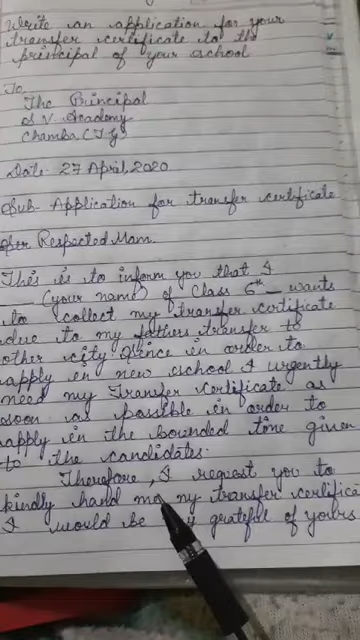 Write an application for your
transfer certificate to the
principal of your school
To
The Principal
S.V. Academy
Chamba (T.G)
Date- 27 April, 2020
Sub- Application for transfer certificate
Respected Mam.
This is to inform you that I
___ (your name) of Class 6th _ wants
to collect my transfer certificate
due to my fathers transfer to
other city. Since in order to
apply in new school I urgently
need my Transfer Certificate as
soon as possible in order to
apply in the bounded time given
to the candidates.
Therefore, I request you to
kindly hand me my transfer certifica
I would be grateful of yours